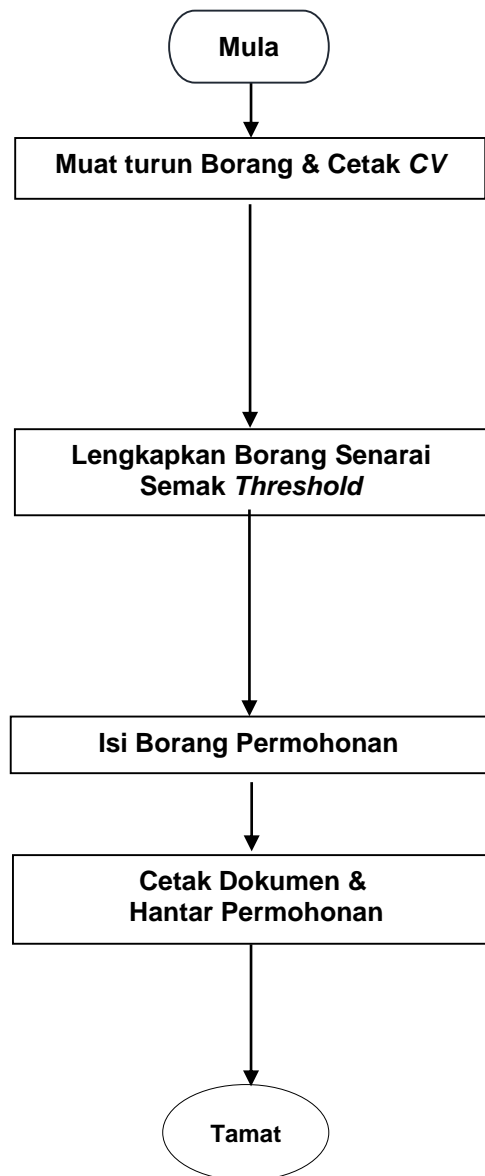 Mula
Muat turun Borang & Cetak CV
Lengkapkan Borang Senarai
Semak Threshold
Isi Borang Permohonan
Cetak Dokumen &
Hantar Permohonan
Tamat